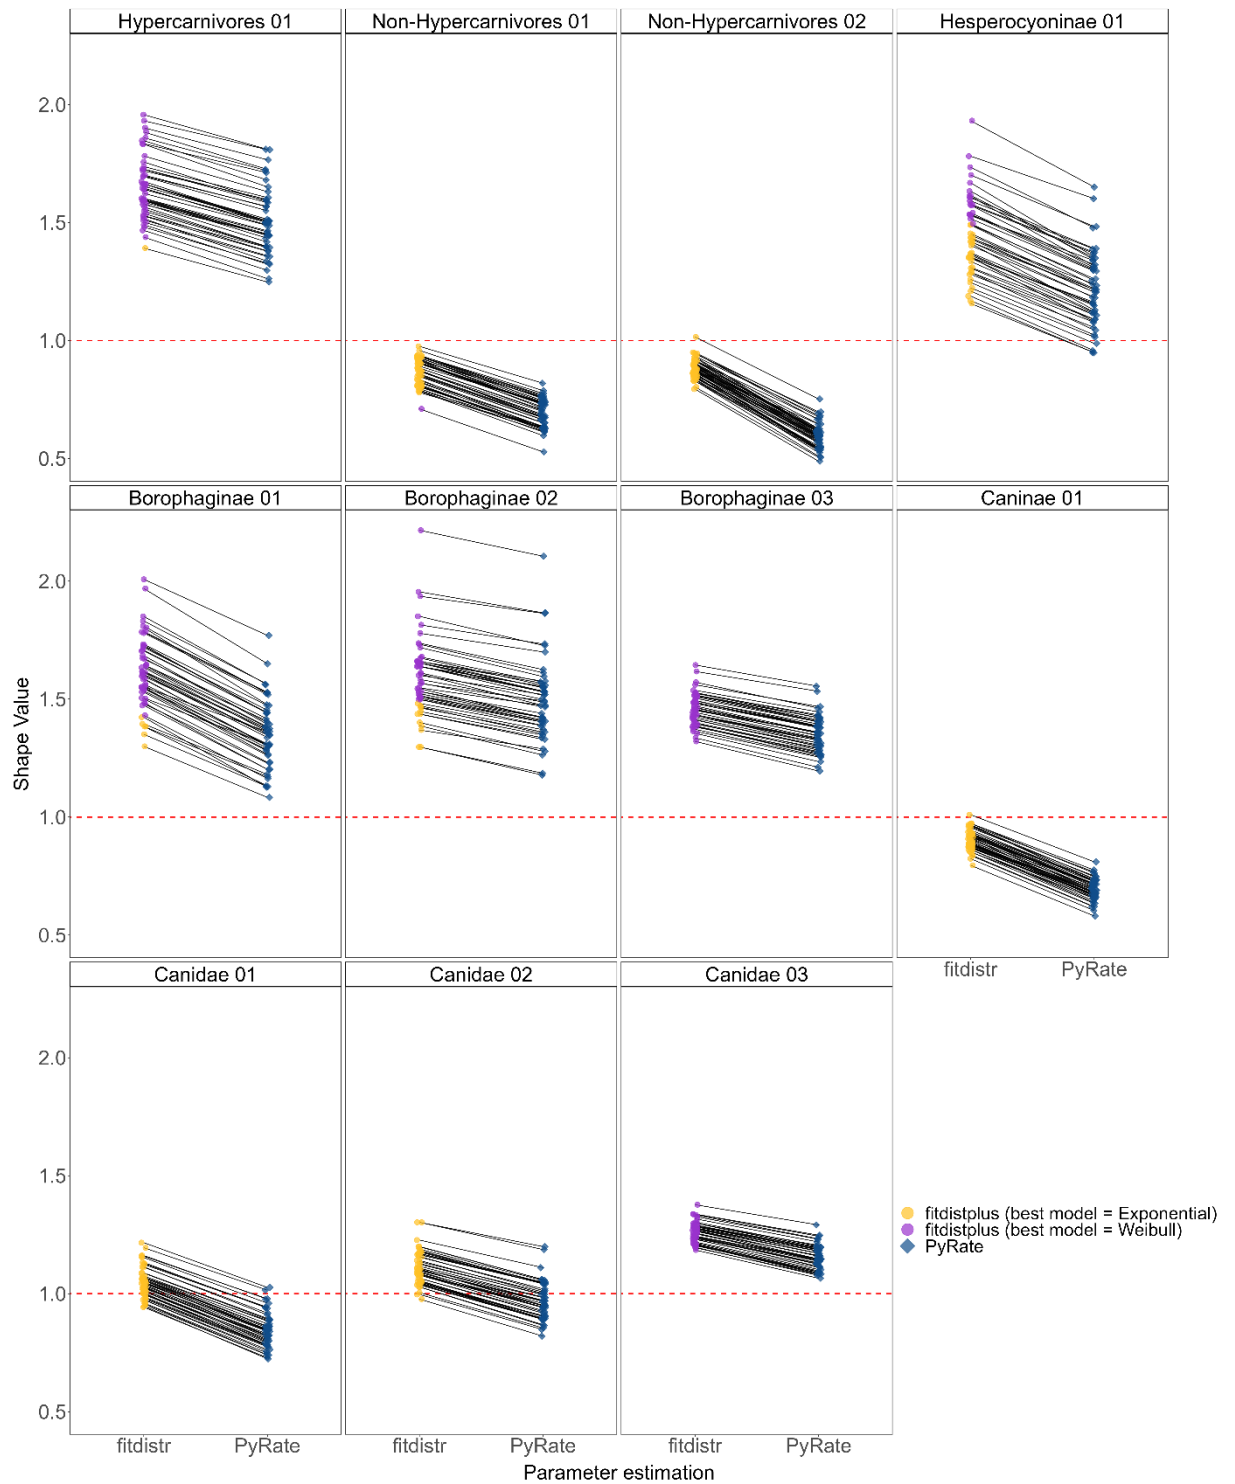 Hypercarnivores 01
Non-Hypercarnivores 01
Non-Hypercarnivores 02
Hesperocyoninae 01
2.0
1.5
1.0
0.5
Borophaginae 01
Borophaginae 02
Borophaginae 03
Caninae 01
2.0
1.5
1.0
0.5
Shape Value
fitdistr
PyRate
Canidae 01
Canidae 02
Canidae 03
2.0
1.5
1.0
0.5
fitdistplus (best model = Exponential)
fitdistplus (best model = Weibull)
PyRate
fitdistr
PyRate
fitdistr
PyRate
fitdistr
PyRate
Parameter estimation